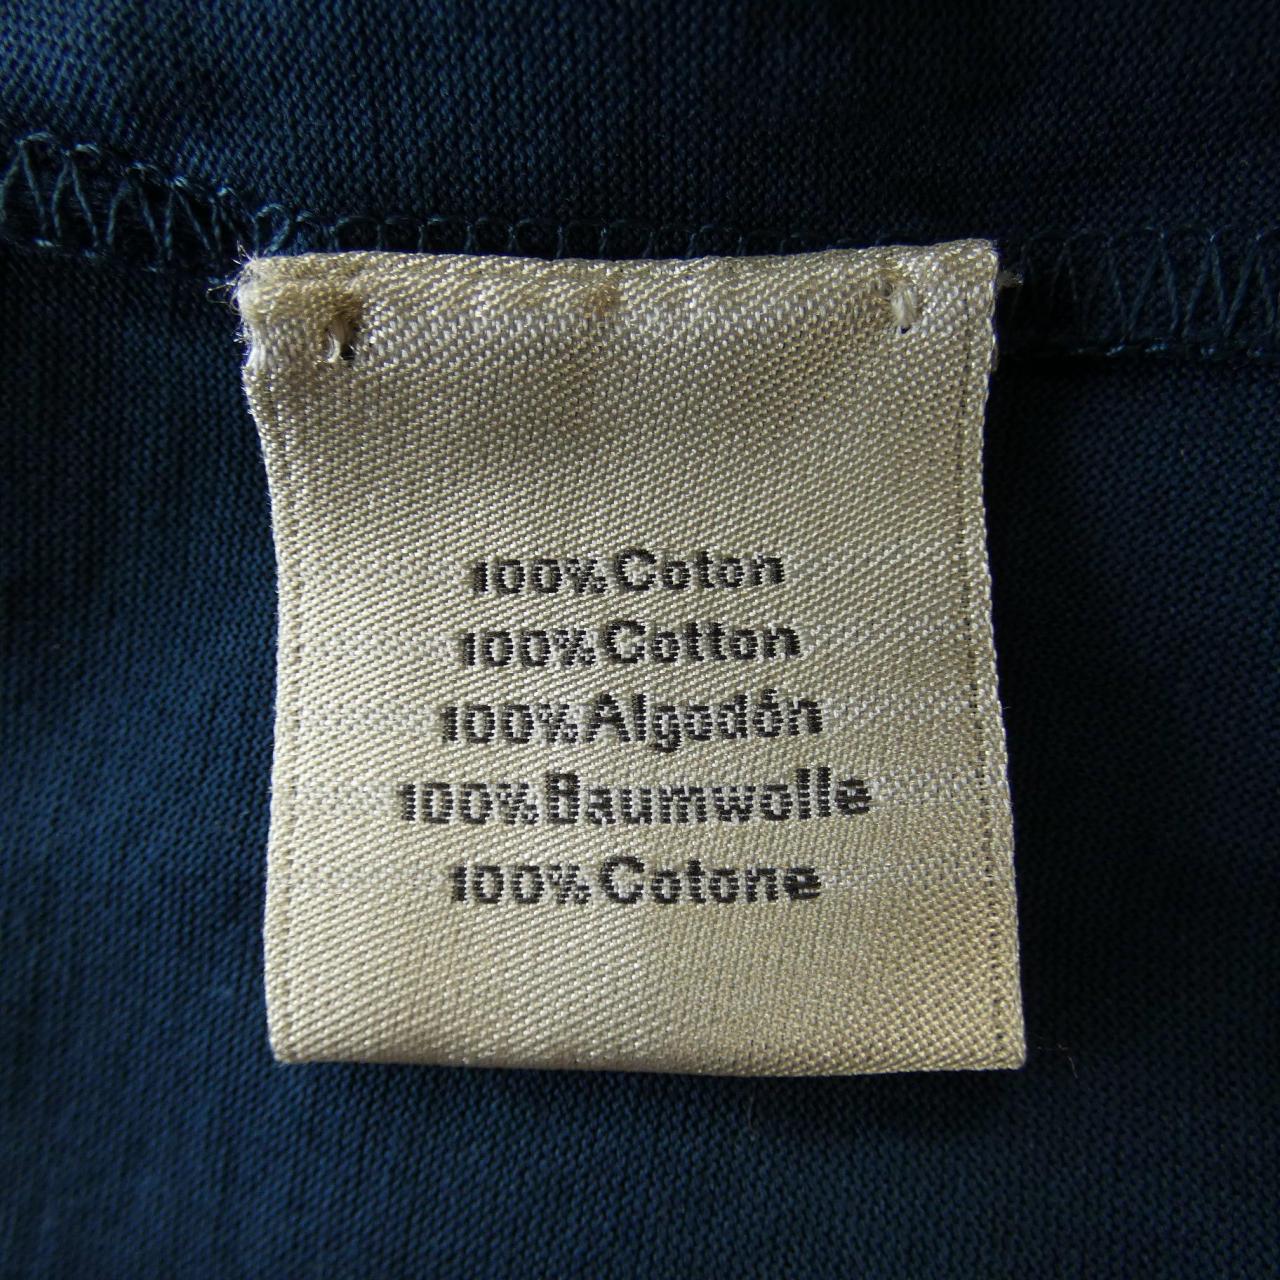 100% Coton
100% Cotton
100% Algodón
100% Baumwolle
100% Cotone